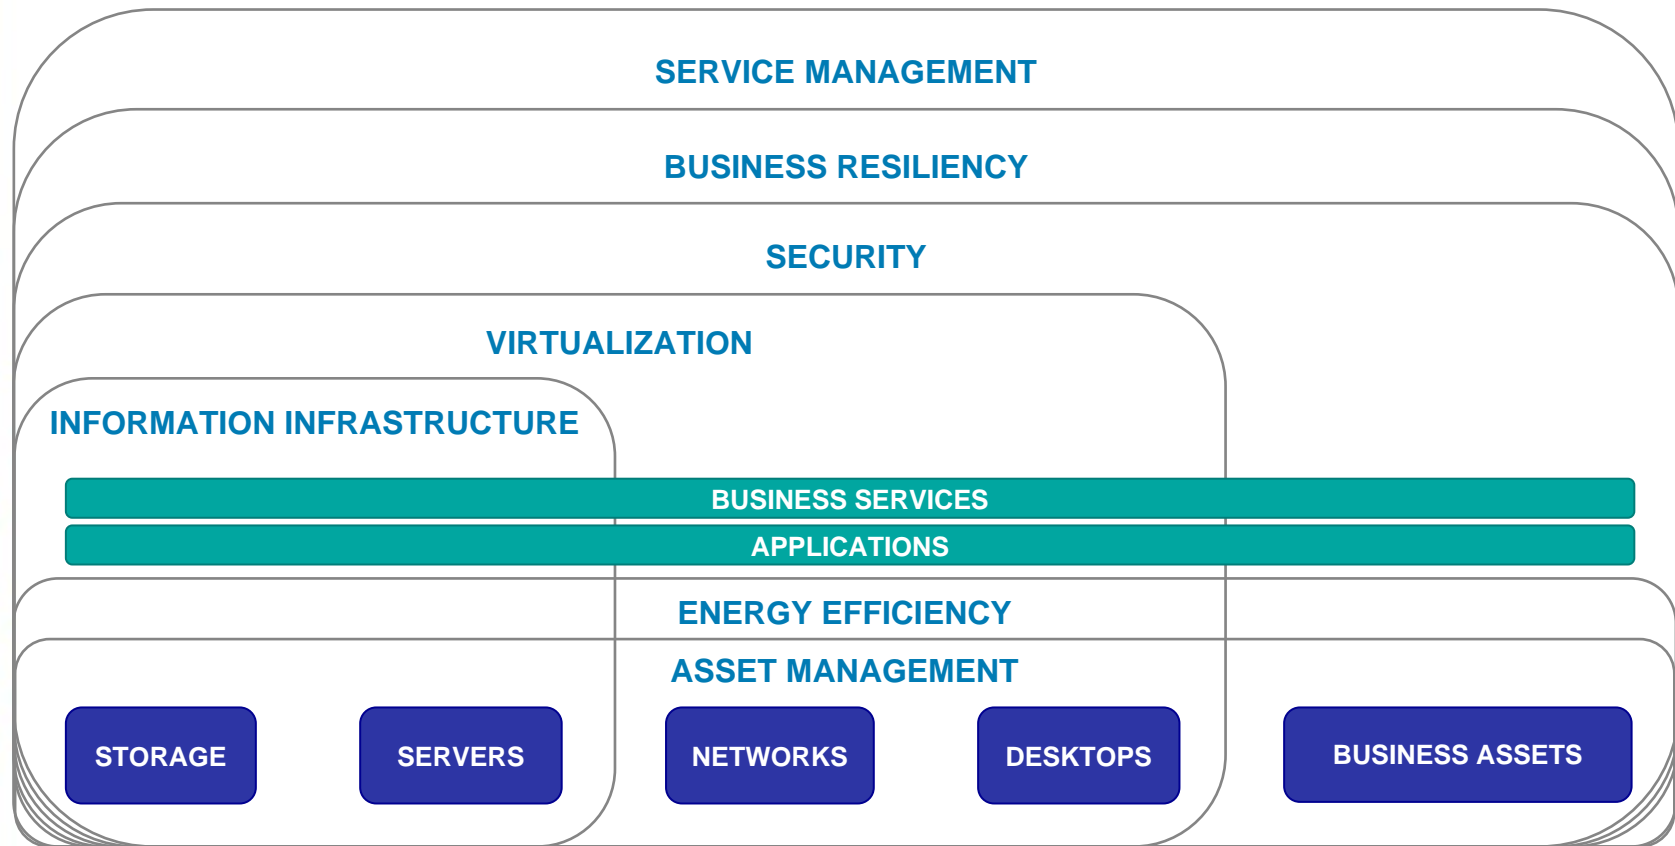 SERVICE MANAGEMENT
BUSINESS RESILIENCY
SECURITY
VIRTUALIZATION
INFORMATION INFRASTRUCTURE
BUSINESS SERVICES
APPLICATIONS
ENERGY EFFICIENCY
ASSET MANAGEMENT
STORAGE
SERVERS
NETWORKS
DESKTOPS
BUSINESS ASSETS